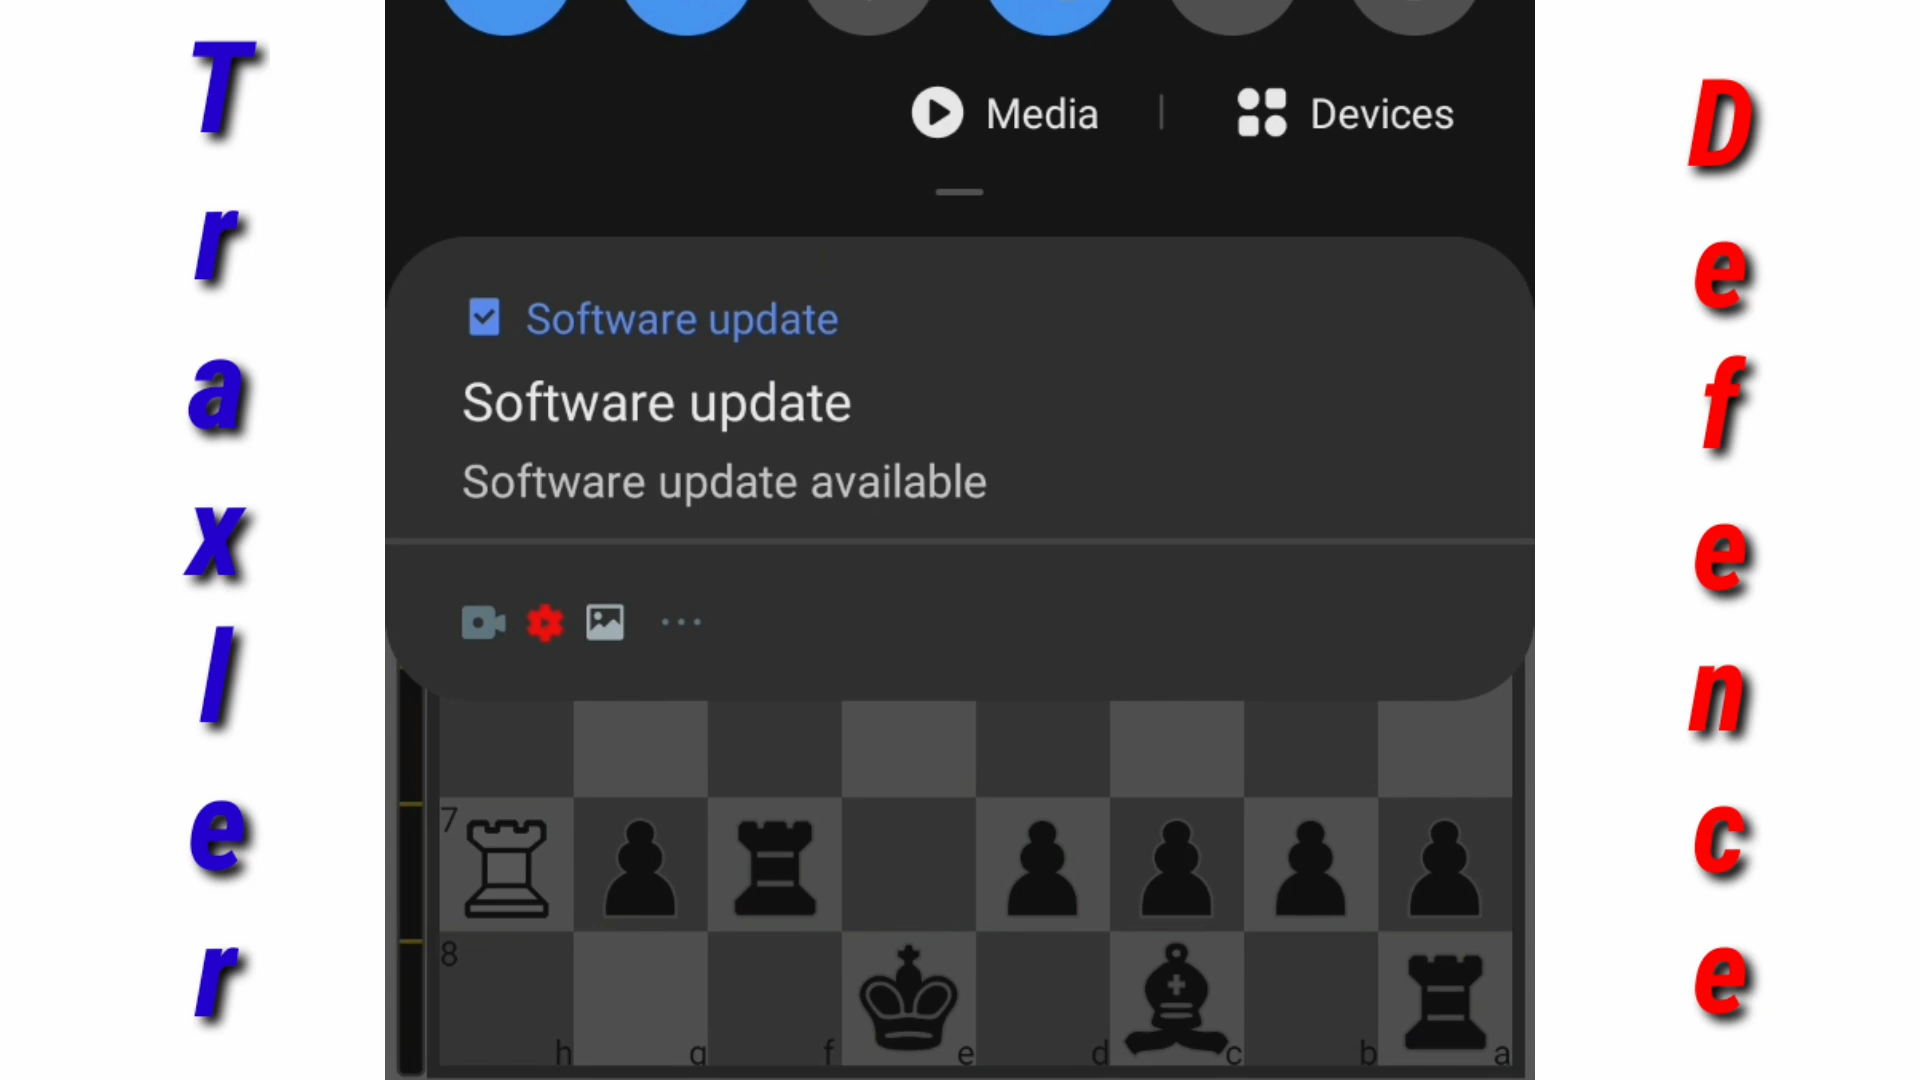 Traxler
Media
Devices
Software update
Software update
Software update available
7
8
h g f e d c b a
Defence